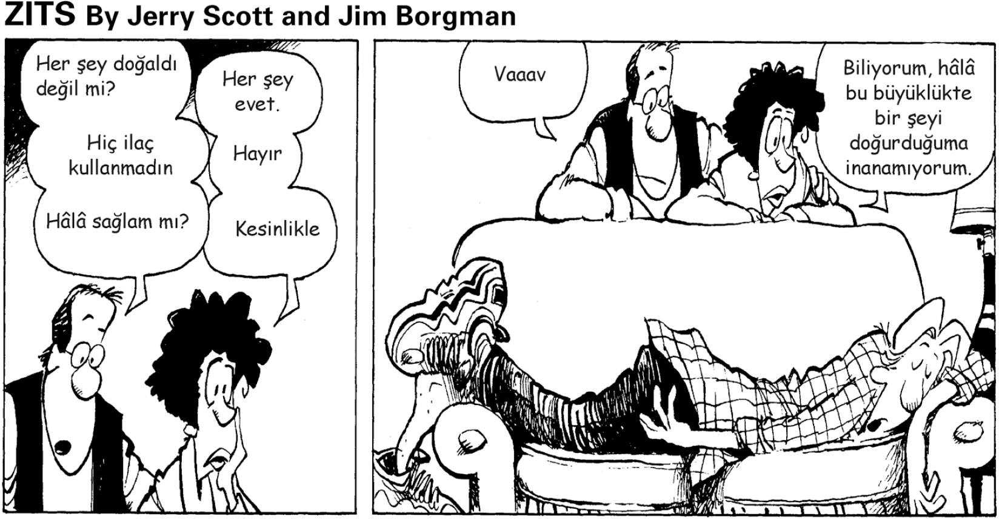 ZITS By Jerry Scott and Jim Borgman
Her şey doğaldı
değil mi?
Her şey
evet.
Hiç ilaç
kullanmadın
Hayır
Hâlâ sağlam mı?
Kesinlikle
Vaaav
Biliyorum, hâlâ
bu büyüklükte
bir şeyi
doğurduğuma
inanamıyorum.